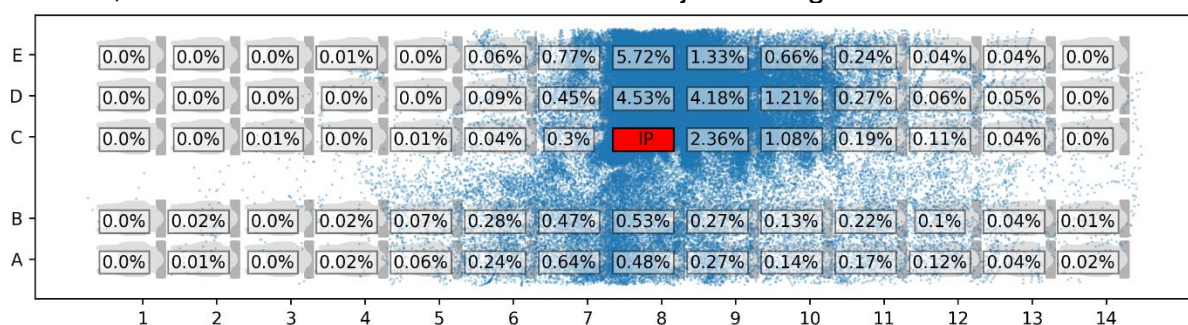 E 0.0% 0.0% 0.0% 0.01% 0.0% 0.06% 0.77% 5.72% 1.33% 0.66% 0.24% 0.04% 0.04% 0.0%
D 0.0% 0.0% 0.0% 0.0% 0.0% 0.09% 0.45% 4.53% 4.18% 1.21% 0.27% 0.06% 0.05% 0.0%
C 0.0% 0.0% 0.01% 0.0% 0.01% 0.04% 0.3% IP 2.36% 1.08% 0.19% 0.11% 0.04% 0.0%
B 0.0% 0.02% 0.0% 0.02% 0.07% 0.28% 0.47% 0.53% 0.27% 0.13% 0.22% 0.1% 0.04% 0.01%
A 0.0% 0.01% 0.0% 0.02% 0.06% 0.24% 0.64% 0.48% 0.27% 0.14% 0.17% 0.12% 0.04% 0.02%
1 2 3 4 5 6 7 8 9 10 11 12 13 14